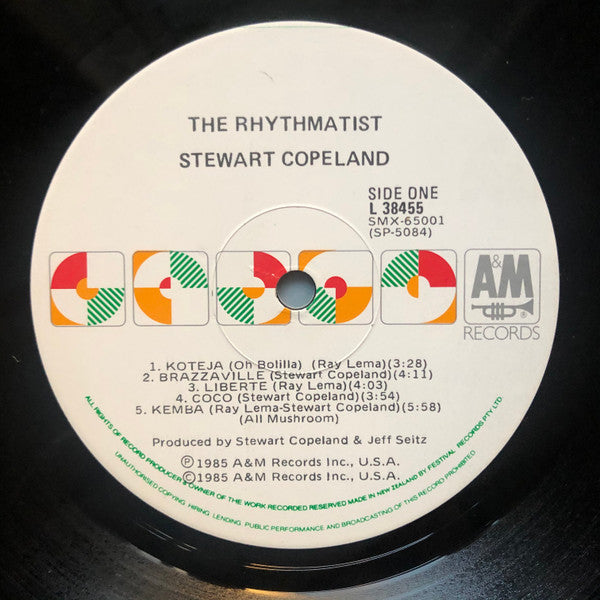 THE RHYTHMATIST
STEWART COPELAND
SIDE ONE
L 38455
SMX-65001
(SP-5084)
A&M
RECORDS
1. KOTEJA (Oh Bolilla) (Ray Lema)(3:28)
2. BRAZZAVILLE (Stewart Copeland)(4:11)
3. LIBERTE (Ray Lema)(4:03)
4. COCO (Stewart Copeland)(3:54)
5. KEMBA (Ray Lema-Stewart Copeland)(5:58)
(All Mushroom)
Produced by Stewart Copeland & Jeff Seitz
Ⓟ1985 A&M Records Inc., U.S.A.
©1985 A&M Records Inc., U.S.A.
ALL RIGHTS OF RECORD PRODUCER & OWNER OF THE WORK RECORDED RESERVED MADE IN NEW ZEALAND BY FESTIVAL RECORDS PTY LTD
UNAUTHORISED COPYING. HIRING. LENDING. PUBLIC PERFORMANCE AND BROADCASTING OF THIS RECORD PROHIBITED